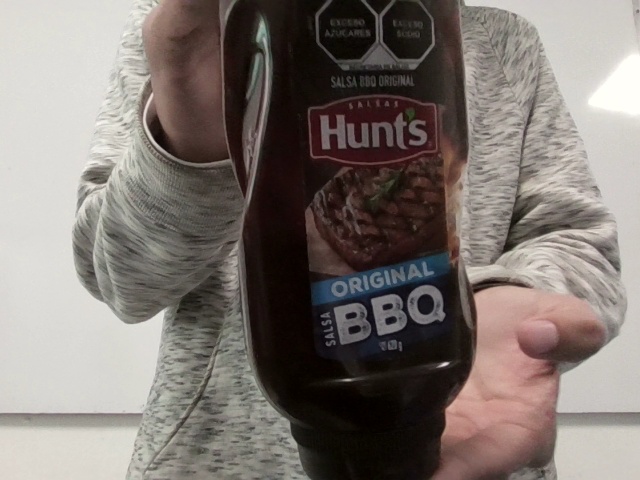 EXCESO
AZÚCARES
EXCESO
SODIO
SALSA BBQ ORIGINAL
SALSAS
Hunt's
ORIGINAL
SALSA
BBQ